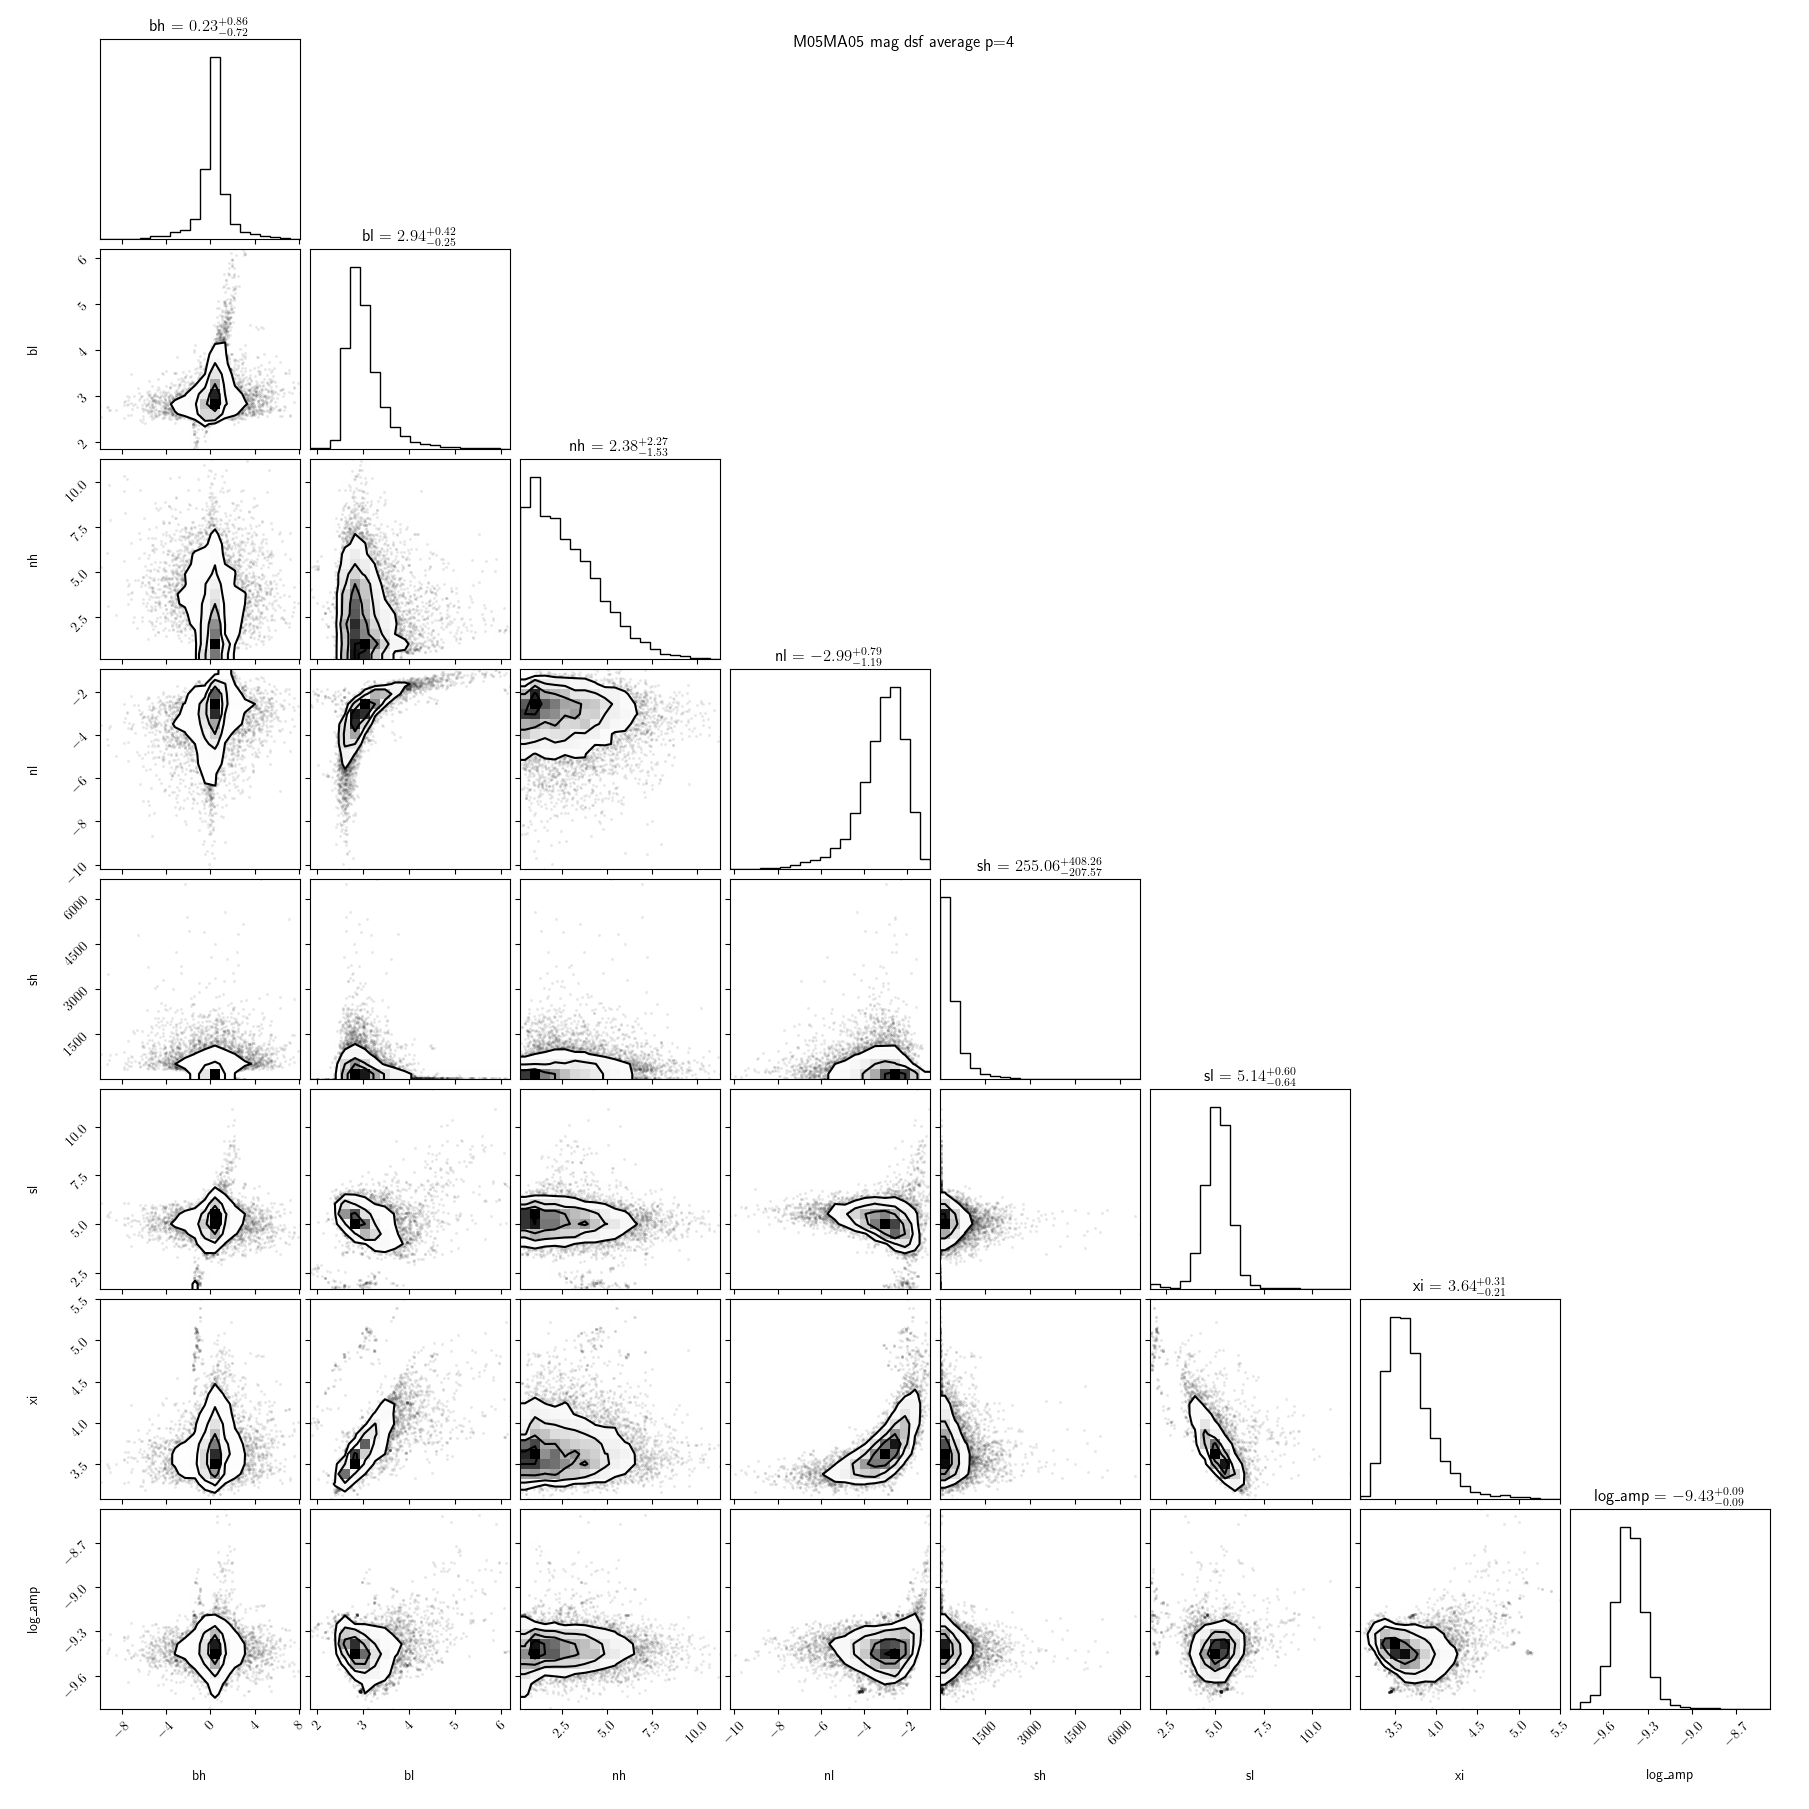 bh = 0.23+0.86−0.72
M05MA05 mag dsf average p=4
bl = 2.94+0.42−0.25
6
5
4
3
2
bl
nh = 2.38+2.27−1.53
10.0
7.5
5.0
2.5
nh
nl = −2.99+0.79−1.19
−2
−4
−6
−8
−10
nl
sh = 255.06+408.26−207.57
6000
4500
3000
1500
sh
sl = 5.14+0.60−0.64
10.0
7.5
5.0
2.5
sl
xi = 3.64+0.31−0.21
5.5
5.0
4.5
4.0
3.5
xi
log_amp = −9.43+0.09−0.09
−8.7
−9.0
−9.3
−9.6
log_amp
−8 −4 0 4 8 2 3 4 5 6 2.5 5.0 7.5 10.0 −10 −8 −6 −4 −2 1500 3000 4500 6000 2.5 5.0 7.5 10.0 3.5 4.0 4.5 5.0 5.5 −9.6 −9.3 −9.0 −8.7
bh bl nh nl sh sl xi log_amp